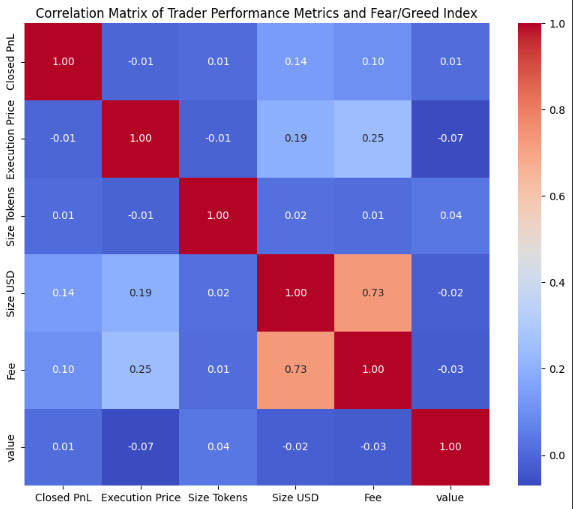 Correlation Matrix of Trader Performance Metrics and Fear/Greed Index
Closed PnL
1.00 -0.01 0.01 0.14 0.10 0.01
Execution Price
-0.01 1.00 -0.01 0.19 0.25 -0.07
Size Tokens
0.01 -0.01 1.00 0.02 0.01 0.04
Size USD
0.14 0.19 0.02 1.00 0.73 -0.02
Fee
0.10 0.25 0.01 0.73 1.00 -0.03
value
0.01 -0.07 0.04 -0.02 -0.03 1.00
Closed PnL Execution Price Size Tokens Size USD Fee value
1.0
0.8
0.6
0.4
0.2
0.0